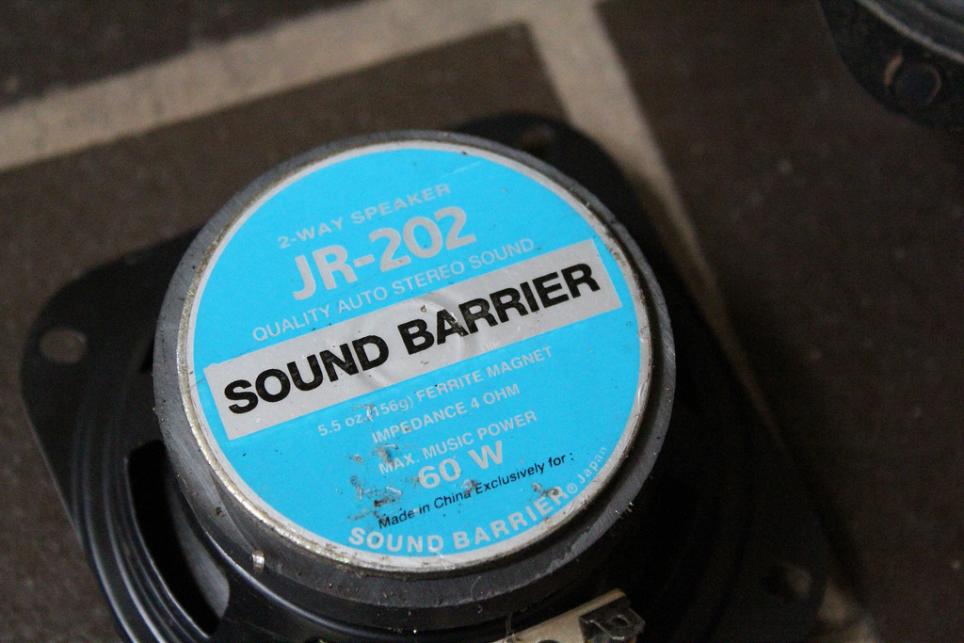 2-WAY SPEAKER
JR-202
QUALITY AUTO STEREO SOUND
SOUND BARRIER
5.5 oz.(156g) FERRITE MAGNET
IMPEDANCE 4 OHM
MAX. MUSIC POWER
60 W
Made in China Exclusively for :
SOUND BARRIER® Japan